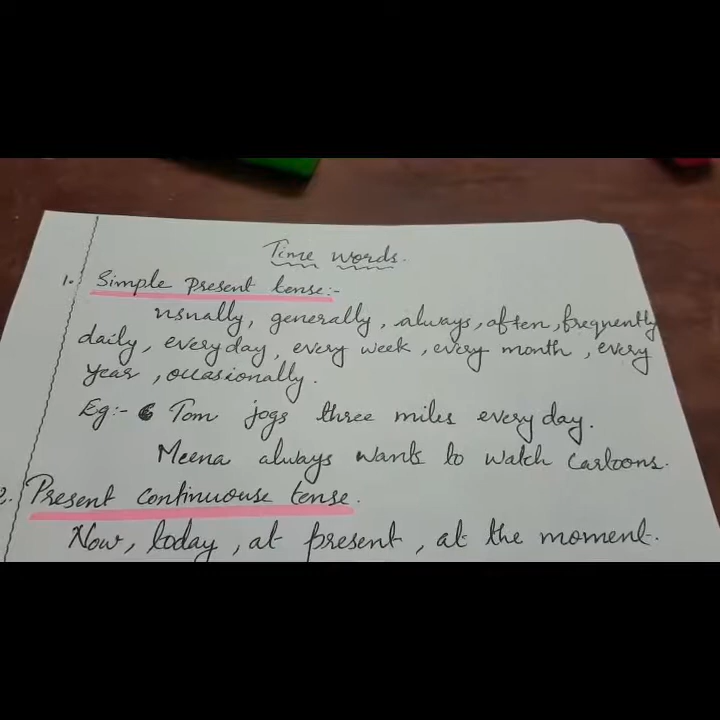 Time words.
1. Simple present tense:-
usually, generally, always, often, frequently
daily, everyday, every week, every month, every
year, occasionally.
Eg:- Tom jogs three miles every day.
Meena always wants to watch cartoons.
2. Present continuouse tense.
Now, today, at present, at the moment.